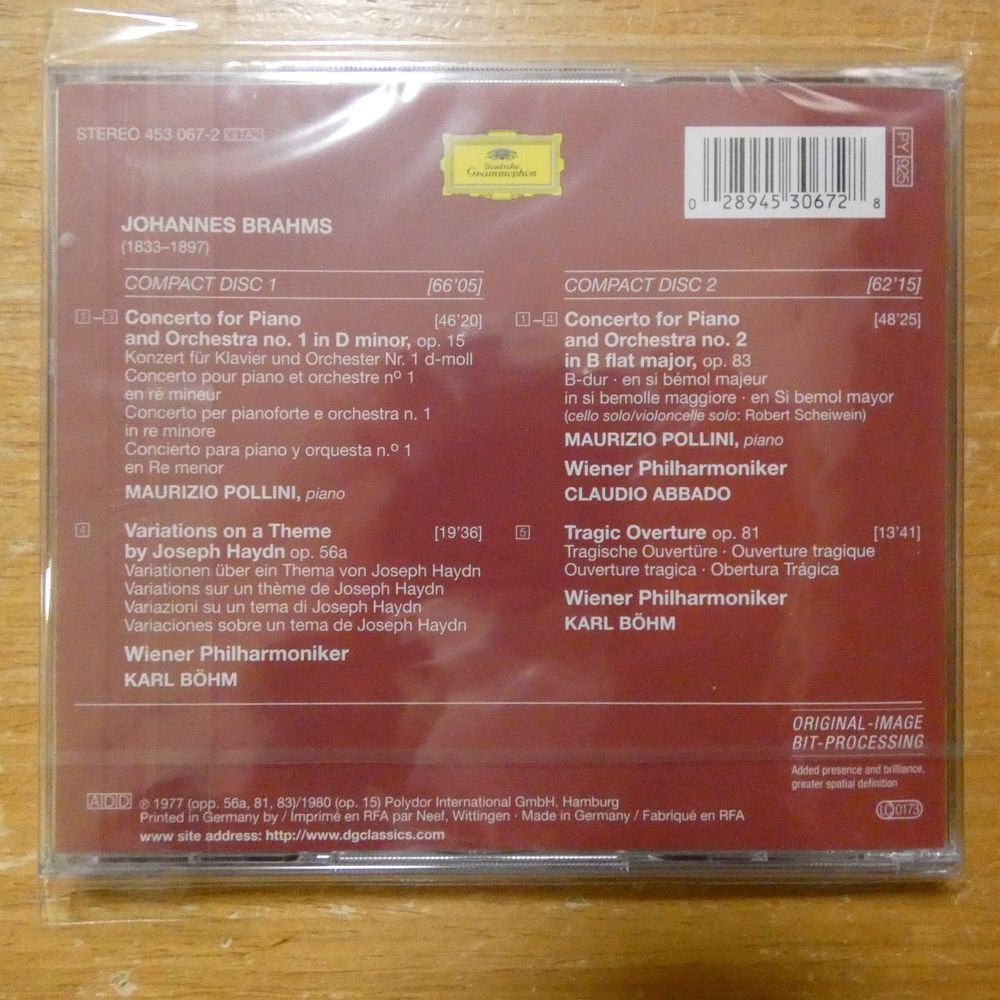 STEREO 453 067-2 GTA2
Deutsche
Grammophon
PY 925
0 28945 30672 8
JOHANNES BRAHMS
(1833–1897)
COMPACT DISC 1 [66'05]
1–3 Concerto for Piano [46'20]
and Orchestra no. 1 in D minor, op. 15
Konzert für Klavier und Orchester Nr. 1 d-moll
Concerto pour piano et orchestre nº 1
en ré mineur
Concerto per pianoforte e orchestra n. 1
in re minore
Concierto para piano y orquesta n.º 1
en Re menor
MAURIZIO POLLINI, piano
4 Variations on a Theme [19'36]
by Joseph Haydn op. 56a
Variationen über ein Thema von Joseph Haydn
Variations sur un thème de Joseph Haydn
Variazioni su un tema di Joseph Haydn
Variaciones sobre un tema de Joseph Haydn
Wiener Philharmoniker
KARL BÖHM
COMPACT DISC 2 [62'15]
1–4 Concerto for Piano [48'25]
and Orchestra no. 2
in B flat major, op. 83
B-dur · en si bémol majeur
in si bemolle maggiore · en Si bemol mayor
(cello solo/violoncelle solo: Robert Scheiwein)
MAURIZIO POLLINI, piano
Wiener Philharmoniker
CLAUDIO ABBADO
5 Tragic Overture op. 81 [13'41]
Tragische Ouvertüre · Ouverture tragique
Ouverture tragica · Obertura Trágica
Wiener Philharmoniker
KARL BÖHM
ORIGINAL-IMAGE
BIT-PROCESSING
Added presence and brilliance,
greater spatial definition
ADD ℗ 1977 (opp. 56a, 81, 83)/1980 (op. 15) Polydor International GmbH, Hamburg
Printed in Germany by / Imprimé en RFA par Neef, Wittingen · Made in Germany / Fabriqué en RFA
www site address: http://www.dgclassics.com
LC 0173